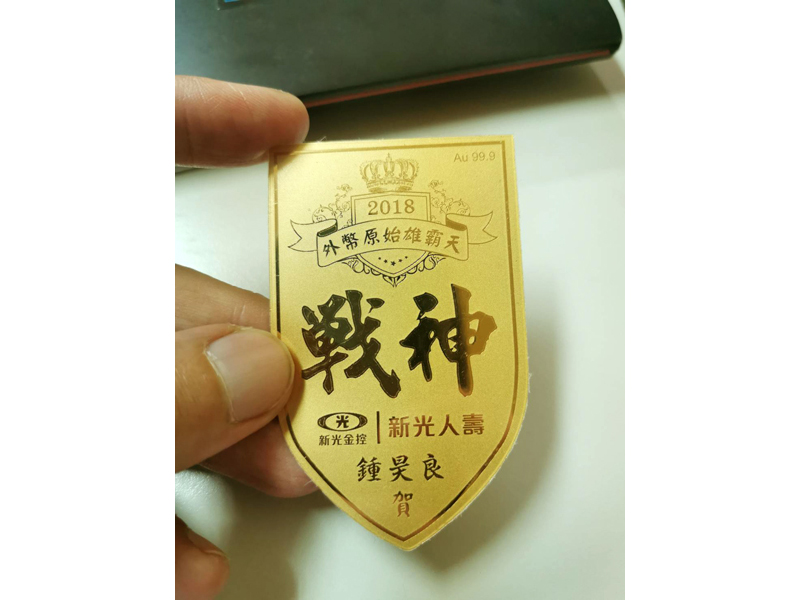 Au 99.9
2018
外幣原始雄霸天
戰神
光
新光金控
新光人壽
鍾昊良
賀